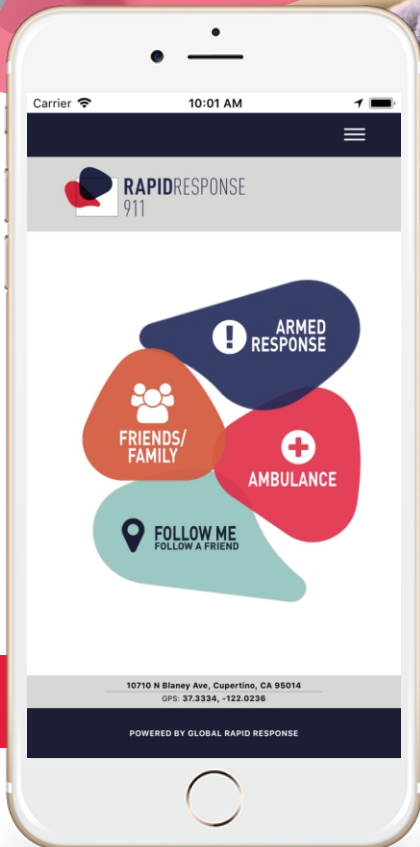 Carrier 10:01 AM
RAPIDRESPONSE
911
ARMED
RESPONSE
FRIENDS/
FAMILY
AMBULANCE
FOLLOW ME
FOLLOW A FRIEND
10710 N Blaney Ave, Cupertino, CA 95014
GPS: 37.3334, -122.0236
POWERED BY GLOBAL RAPID RESPONSE